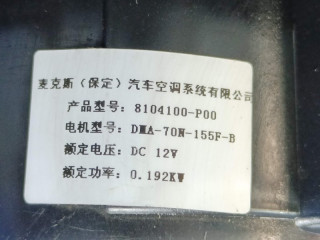 麦克斯（保定）汽车空调系统有限公司
产品型号：8104100-P00
电机型号：DMA-70N-155F-B
额定电压：DC 12V
额定功率：0.192KW